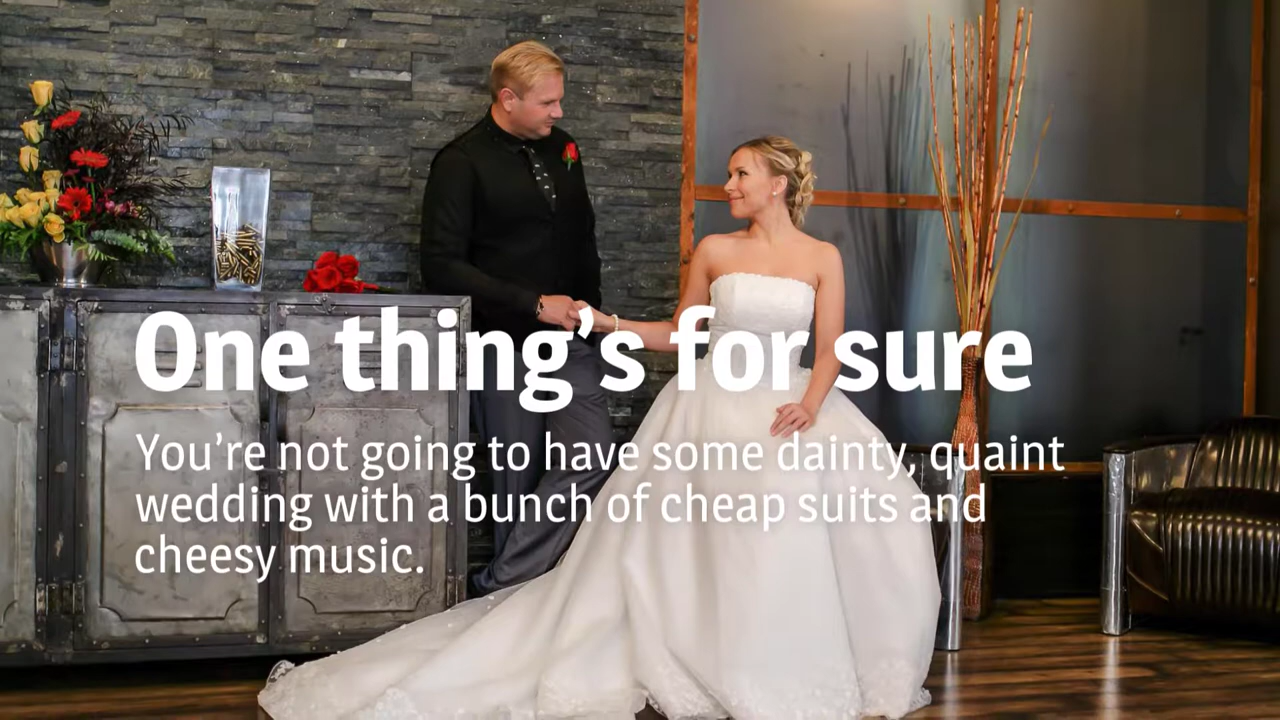 One thing’s for sure
You’re not going to have some dainty, quaint
wedding with a bunch of cheap suits and
cheesy music.